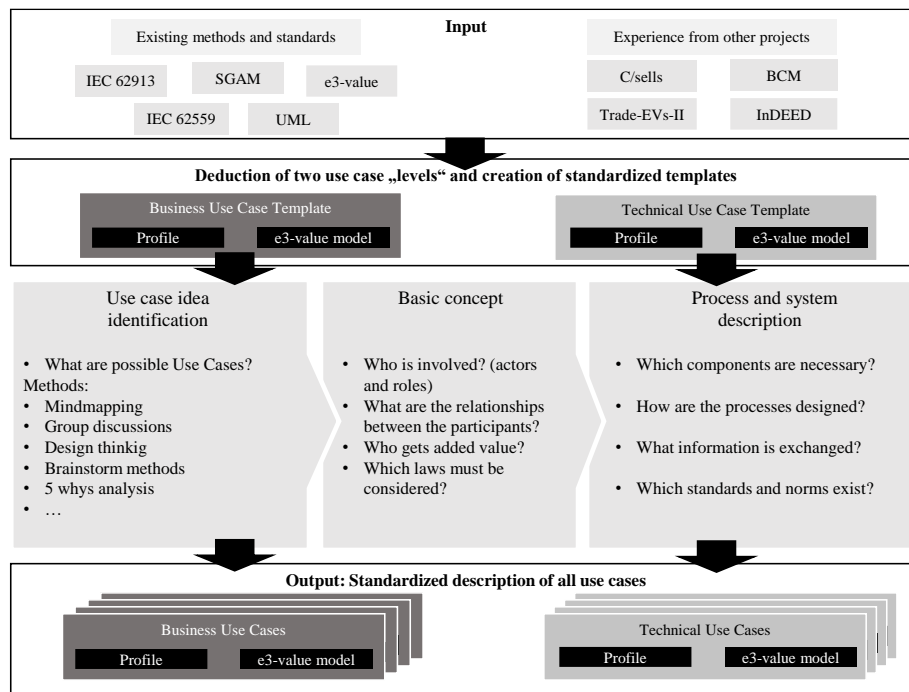 Input
Existing methods and standards
Experience from other projects
IEC 62913
SGAM
e3-value
IEC 62559
UML
C/sells
BCM
Trade-EVs-II
InDEED
Deduction of two use case „levels“ and creation of standardized templates
Business Use Case Template
Profile
e3-value model
Technical Use Case Template
Profile
e3-value model
Use case idea
identification
• What are possible Use Cases?
Methods:
• Mindmapping
• Group discussions
• Design thinkig
• Brainstorm methods
• 5 whys analysis
• …
Basic concept
• Who is involved? (actors
and roles)
• What are the relationships
between the participants?
• Who gets added value?
• Which laws must be
considered?
Process and system
description
• Which components are necessary?
• How are the processes designed?
• What information is exchanged?
• Which standards and norms exist?
Output: Standardized description of all use cases
Business Use Cases
Profile
e3-value model
Technical Use Cases
Profile
e3-value model